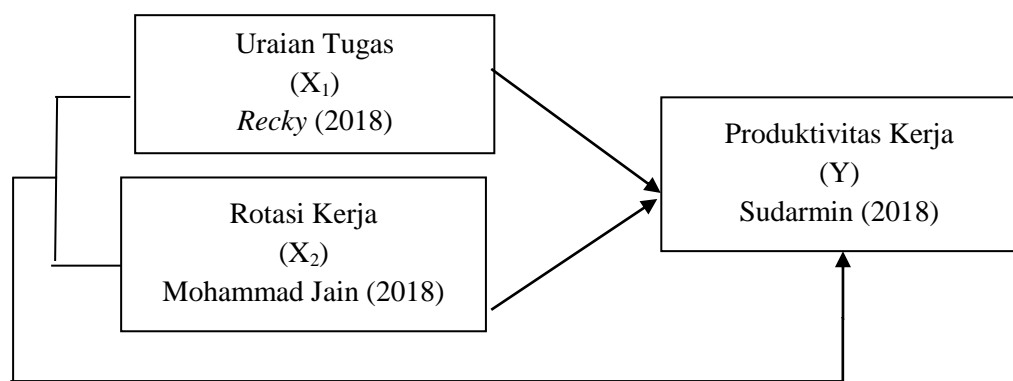 Uraian Tugas
(X₁)
Recky (2018)
Rotasi Kerja
(X₂)
Mohammad Jain (2018)
Produktivitas Kerja
(Y)
Sudarmin (2018)